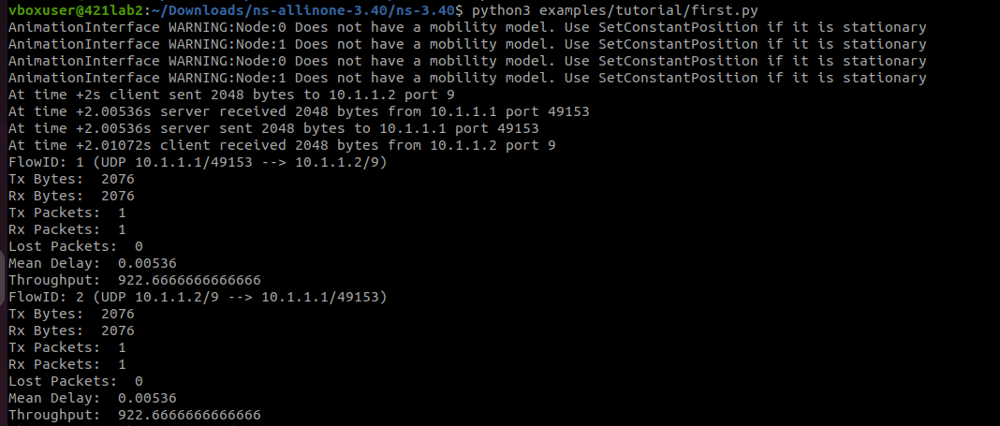 vboxuser@421lab2:~/Downloads/ns-allinone-3.40/ns-3.40$ python3 examples/tutorial/first.py
AnimationInterface WARNING:Node:0 Does not have a mobility model. Use SetConstantPosition if it is stationary
AnimationInterface WARNING:Node:1 Does not have a mobility model. Use SetConstantPosition if it is stationary
AnimationInterface WARNING:Node:0 Does not have a mobility model. Use SetConstantPosition if it is stationary
AnimationInterface WARNING:Node:1 Does not have a mobility model. Use SetConstantPosition if it is stationary
At time +2s client sent 2048 bytes to 10.1.1.2 port 9
At time +2.00536s server received 2048 bytes from 10.1.1.1 port 49153
At time +2.00536s server sent 2048 bytes to 10.1.1.1 port 49153
At time +2.01072s client received 2048 bytes from 10.1.1.2 port 9
FlowID: 1 (UDP 10.1.1.1/49153 --> 10.1.1.2/9)
Tx Bytes:  2076
Rx Bytes:  2076
Tx Packets:  1
Rx Packets:  1
Lost Packets:  0
Mean Delay:  0.00536
Throughput:  922.6666666666666
FlowID: 2 (UDP 10.1.1.2/9 --> 10.1.1.1/49153)
Tx Bytes:  2076
Rx Bytes:  2076
Tx Packets:  1
Rx Packets:  1
Lost Packets:  0
Mean Delay:  0.00536
Throughput:  922.6666666666666